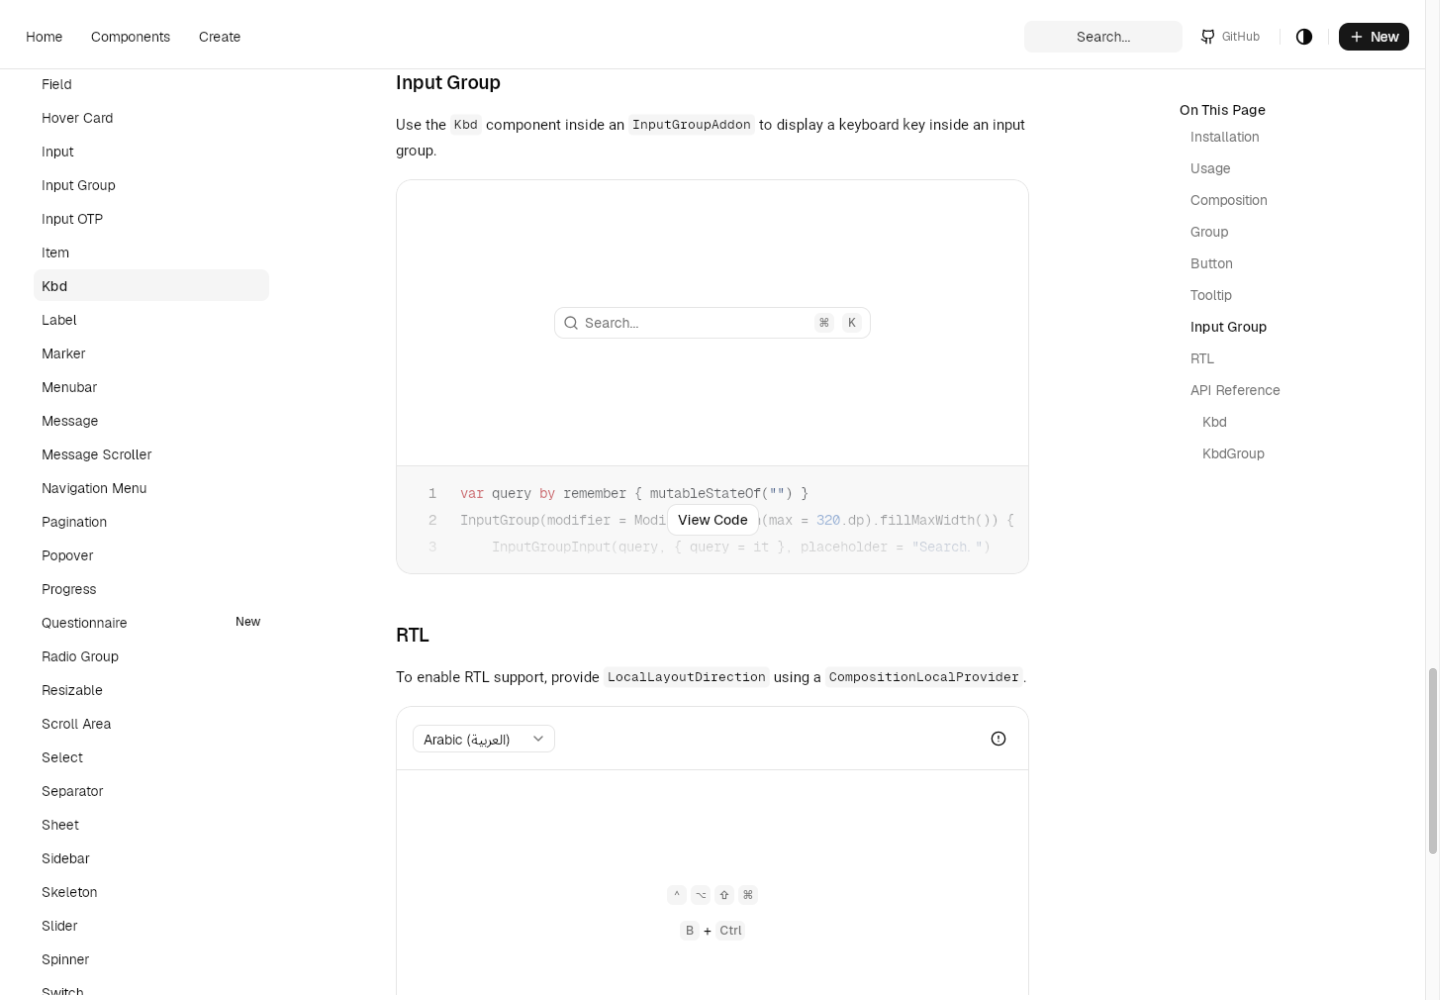 Home
Components
Create
Search...
GitHub
+ New
Field
Hover Card
Input
Input Group
Input OTP
Item
Kbd
Label
Marker
Menubar
Message
Message Scroller
Navigation Menu
Pagination
Popover
Progress
Questionnaire New
Radio Group
Resizable
Scroll Area
Select
Separator
Sheet
Sidebar
Skeleton
Slider
Spinner
Switch
Input Group
Use the Kbd component inside an InputGroupAddon to display a keyboard key inside an input
group.
Search... ⌘ K
1 var query by remember { mutableStateOf("") }
2 InputGroup(modifier = Modi (max = 320.dp).fillMaxWidth()) {
View Code
3 InputGroupInput(query, { query = it }, placeholder = "Search.")
RTL
To enable RTL support, provide LocalLayoutDirection using a CompositionLocalProvider.
Arabic (العربية)
^ ⌥ ⇧ ⌘
B + Ctrl
On This Page
Installation
Usage
Composition
Group
Button
Tooltip
Input Group
RTL
API Reference
Kbd
KbdGroup